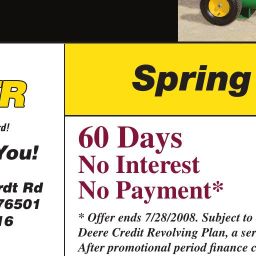 Spring
rd!
You!
rdt Rd
76501
16
60 Days
No Interest
No Payment*
* Offer ends 7/28/2008. Subject to
Deere Credit Revolving Plan, a ser
After promotional period finance c